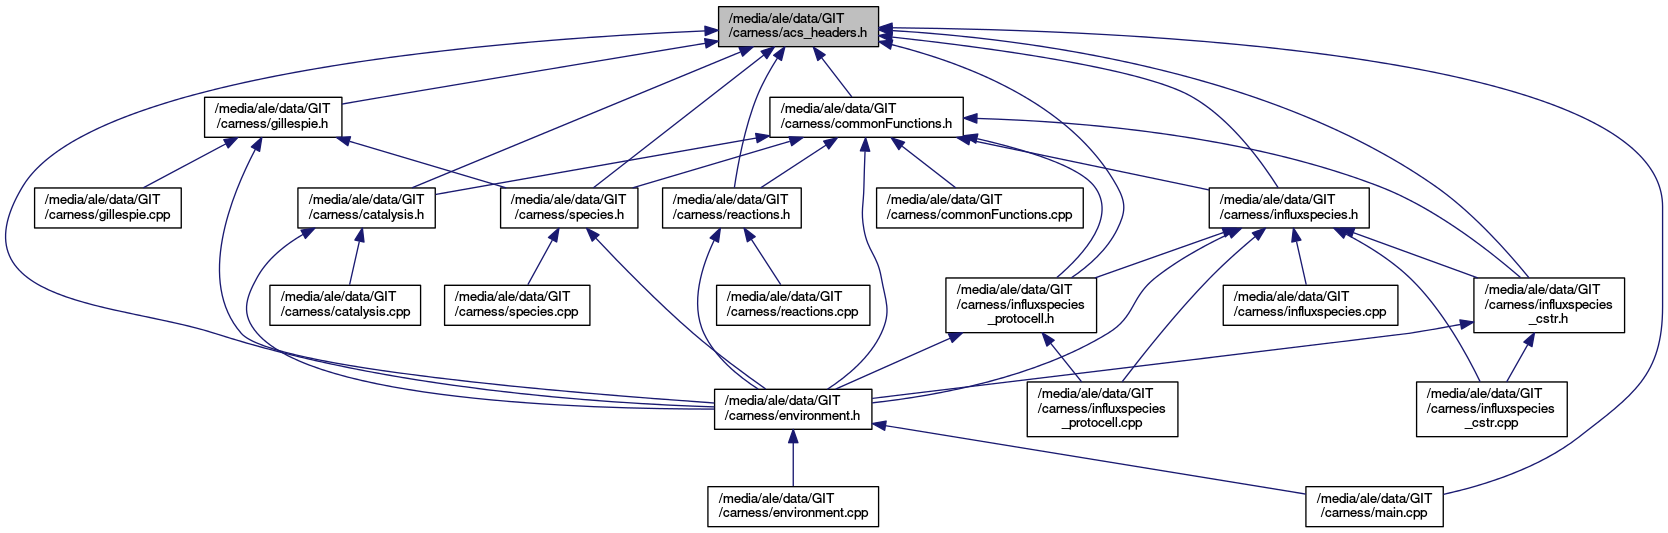 /media/ale/data/GIT
/carness/acs_headers.h
/media/ale/data/GIT
/carness/gillespie.h
/media/ale/data/GIT
/carness/commonFunctions.h
/media/ale/data/GIT
/carness/gillespie.cpp
/media/ale/data/GIT
/carness/catalysis.h
/media/ale/data/GIT
/carness/species.h
/media/ale/data/GIT
/carness/reactions.h
/media/ale/data/GIT
/carness/commonFunctions.cpp
/media/ale/data/GIT
/carness/influxspecies.h
/media/ale/data/GIT
/carness/catalysis.cpp
/media/ale/data/GIT
/carness/species.cpp
/media/ale/data/GIT
/carness/reactions.cpp
/media/ale/data/GIT
/carness/influxspecies
_protocell.h
/media/ale/data/GIT
/carness/influxspecies.cpp
/media/ale/data/GIT
/carness/influxspecies
_cstr.h
/media/ale/data/GIT
/carness/environment.h
/media/ale/data/GIT
/carness/influxspecies
_protocell.cpp
/media/ale/data/GIT
/carness/influxspecies
_cstr.cpp
/media/ale/data/GIT
/carness/environment.cpp
/media/ale/data/GIT
/carness/main.cpp